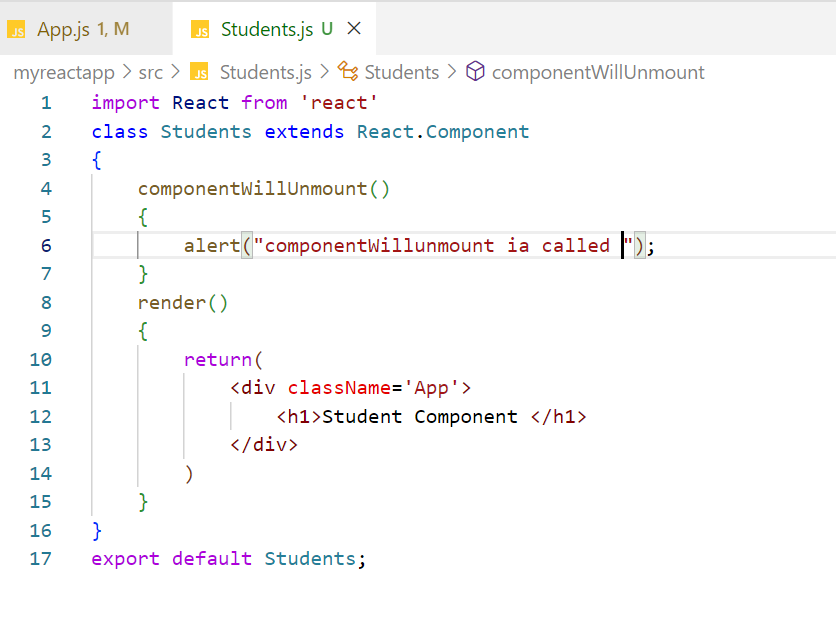 JS App.js 1, M JS Students.js U
myreactapp > src > JS Students.js > Students > componentWillUnmount
1 import React from 'react'
2 class Students extends React.Component
3 {
4 componentWillUnmount()
5 {
6 alert("componentWillunmount ia called ");
7 }
8 render()
9 {
10 return(
11 <div className='App'>
12 <h1>Student Component </h1>
13 </div>
14 )
15 }
16 }
17 export default Students;